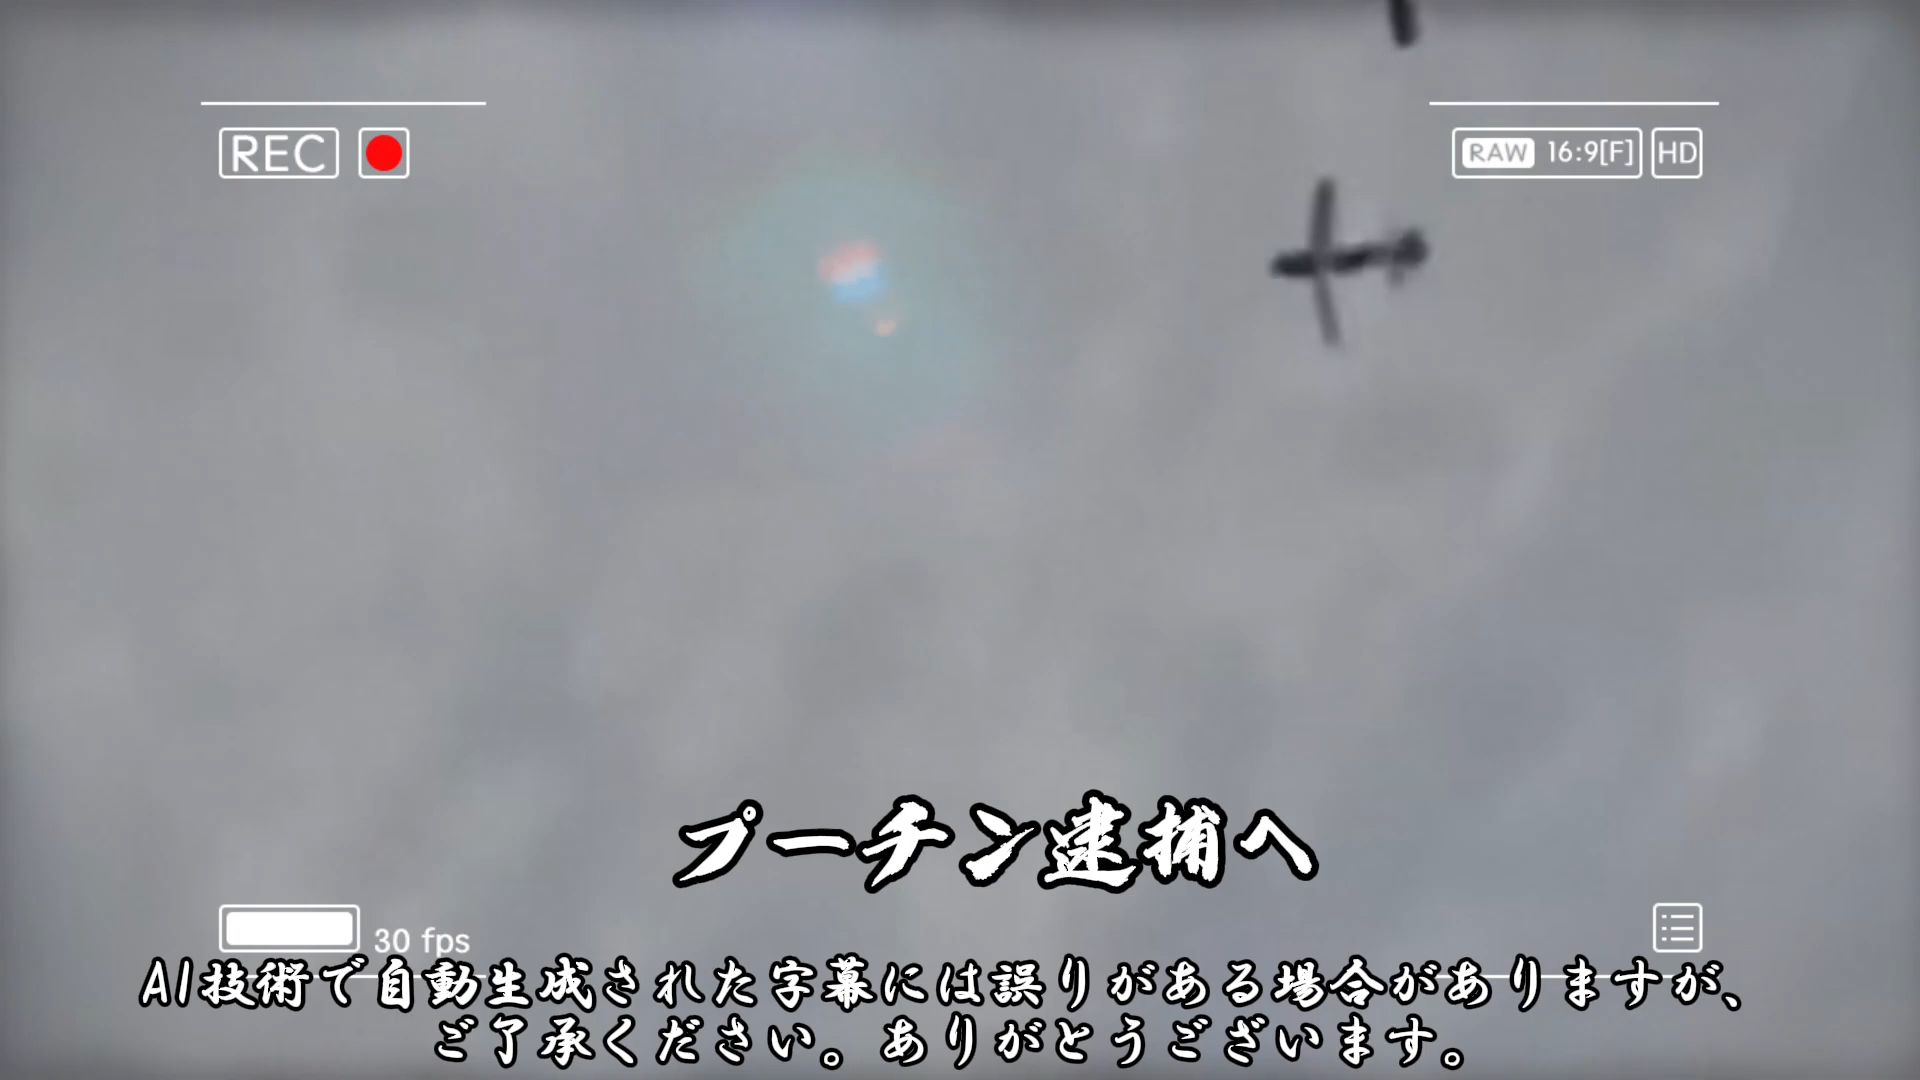 REC
RAW 16:9[F] HD
プーチン逮捕へ
30 fps
AI技術で自動生成された字幕には誤りがある場合がありますが、
ご了承ください。ありがとうございます。